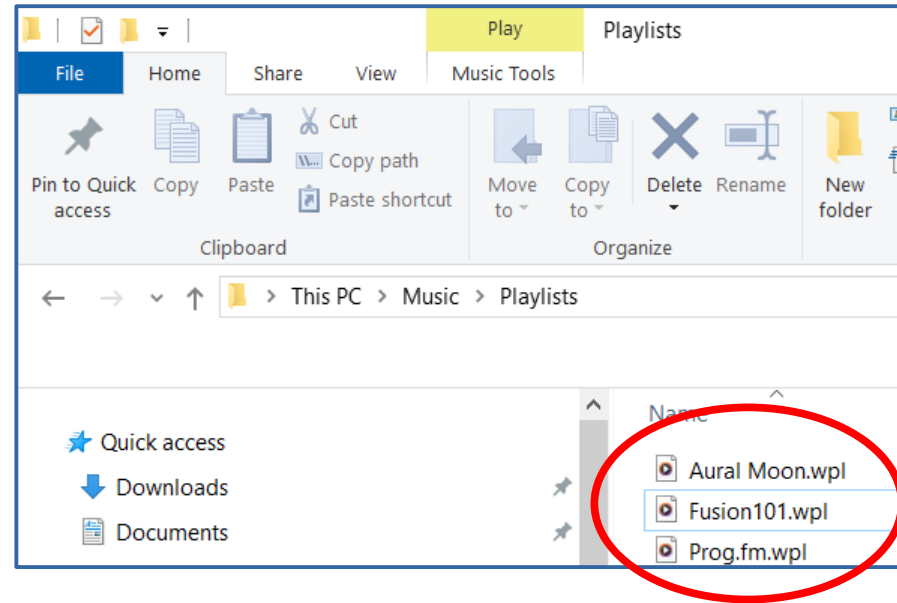 Play Playlists
File Home Share View Music Tools
Cut
Copy path
Paste shortcut
Pin to Quick access
Copy
Paste
Move to
Copy to
Delete
Rename
New folder
Clipboard
Organize
This PC > Music > Playlists
Name
Quick access
Downloads
Documents
Aural Moon.wpl
Fusion101.wpl
Prog.fm.wpl